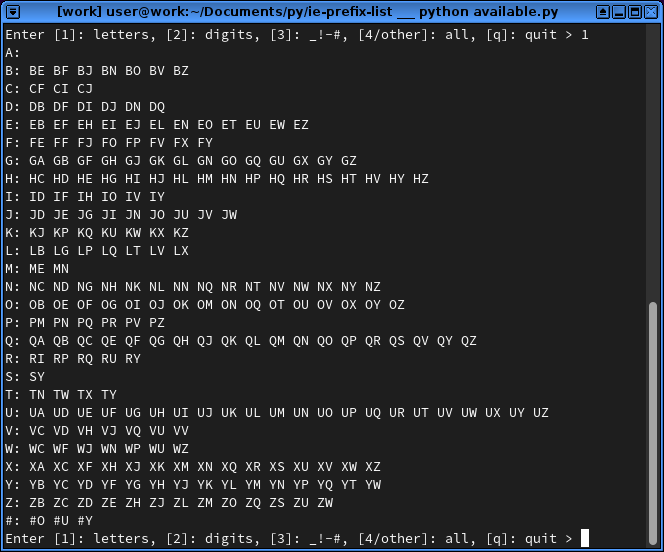 [work] user@work:~/Documents/py/ie-prefix-list __ python available.py
Enter [1]: letters, [2]: digits, [3]: _!-#, [4/other]: all, [q]: quit > 1
A:
B: BE BF BJ BN BO BV BZ
C: CF CI CJ
D: DB DF DI DJ DN DQ
E: EB EF EH EI EJ EL EN EO ET EU EW EZ
F: FE FF FJ FO FP FV FX FY
G: GA GB GF GH GJ GK GL GN GO GQ GU GX GY GZ
H: HC HD HE HG HI HJ HL HM HN HP HQ HR HS HT HV HY HZ
I: ID IF IH IO IV IY
J: JD JE JG JI JN JO JU JV JW
K: KJ KP KQ KU KW KX KZ
L: LB LG LP LQ LT LV LX
M: ME MN
N: NC ND NG NH NK NL NN NQ NR NT NV NW NX NY NZ
O: OB OE OF OG OI OJ OK OM ON OQ OT OU OV OX OY OZ
P: PM PN PQ PR PV PZ
Q: QA QB QC QE QF QG QH QJ QK QL QM QN QO QP QR QS QV QY QZ
R: RI RP RQ RU RY
S: SY
T: TN TW TX TY
U: UA UD UE UF UG UH UI UJ UK UL UM UN UO UP UQ UR UT UV UW UX UY UZ
V: VC VD VH VJ VQ VU VV
W: WC WF WJ WN WP WU WZ
X: XA XC XF XH XJ XK XM XN XQ XR XS XU XV XW XZ
Y: YB YC YD YF YG YH YJ YK YL YM YN YP YQ YT YW
Z: ZB ZC ZD ZE ZH ZJ ZL ZM ZO ZQ ZS ZU ZW
#: #O #U #Y
Enter [1]: letters, [2]: digits, [3]: _!-#, [4/other]: all, [q]: quit >